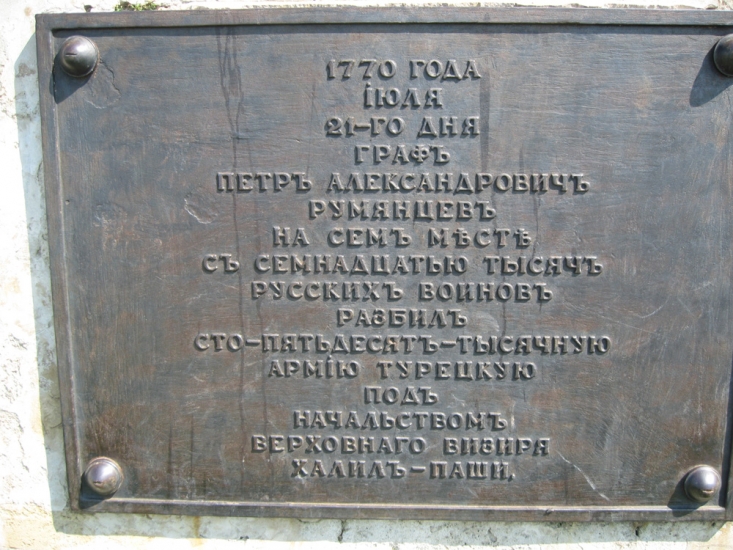 1770 ГОДА
ІЮЛЯ
21-ГО ДНЯ
ГРАФЪ
ПЕТРЪ АЛЕКСАНДРОВИЧЪ
РУМЯНЦЕВЪ
НА СЕМЪ МѢСТѢ
СЪ СЕМНАДЦАТЬЮ ТЫСЯЧЪ
РУССКИХЪ ВОИНОВЪ
РАЗБИЛЪ
СТО-ПЯТЬДЕСЯТЪ-ТЫСЯЧНУЮ
АРМІЮ ТУРЕЦКУЮ
ПОДЪ
НАЧАЛЬСТВОМЪ
ВЕРХОВНАГО ВИЗИРЯ
ХАЛИЛЪ-ПАШИ.